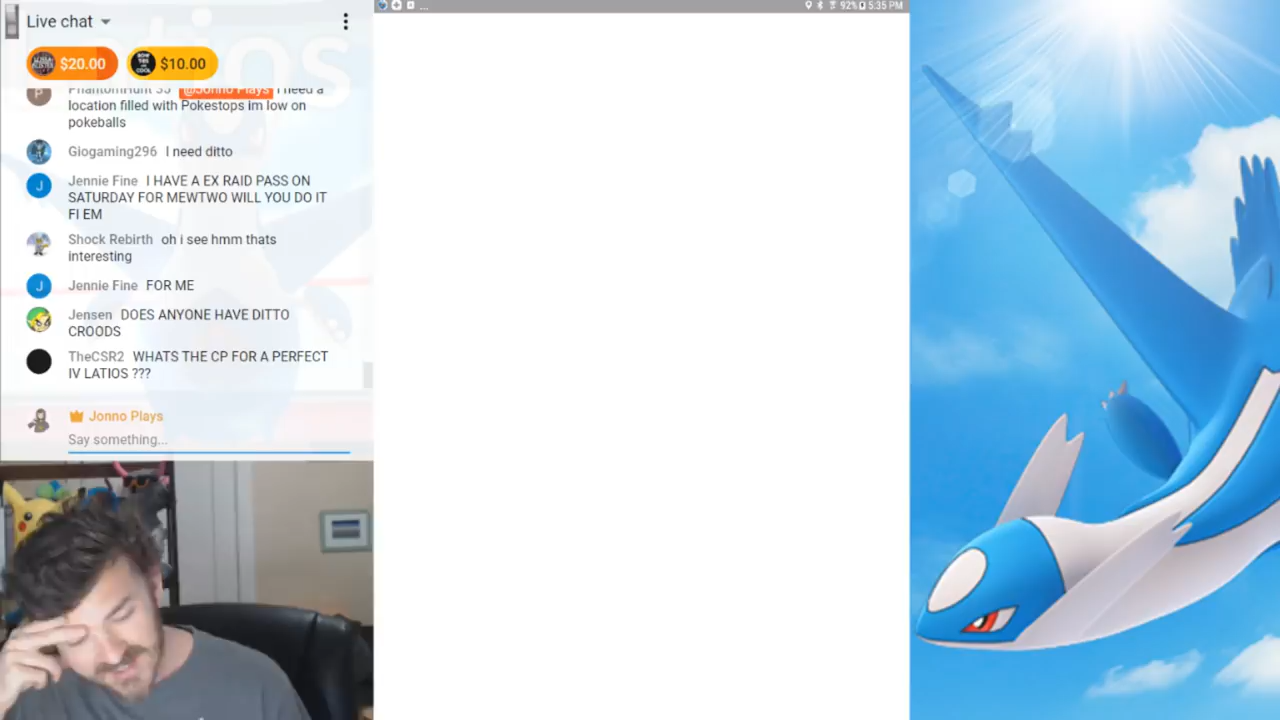 ... 92% 5:35 PM
Live chat
$20.00 $10.00
PhantomHunt 35 @Jonno Plays I need a
location filled with Pokestops im low on
pokeballs
Giogaming296 I need ditto
Jennie Fine I HAVE A EX RAID PASS ON
SATURDAY FOR MEWTWO WILL YOU DO IT
FI EM
Shock Rebirth oh i see hmm thats
interesting
Jennie Fine FOR ME
Jensen DOES ANYONE HAVE DITTO
CROODS
TheCSR2 WHATS THE CP FOR A PERFECT
IV LATIOS ???
Jonno Plays
Say something...